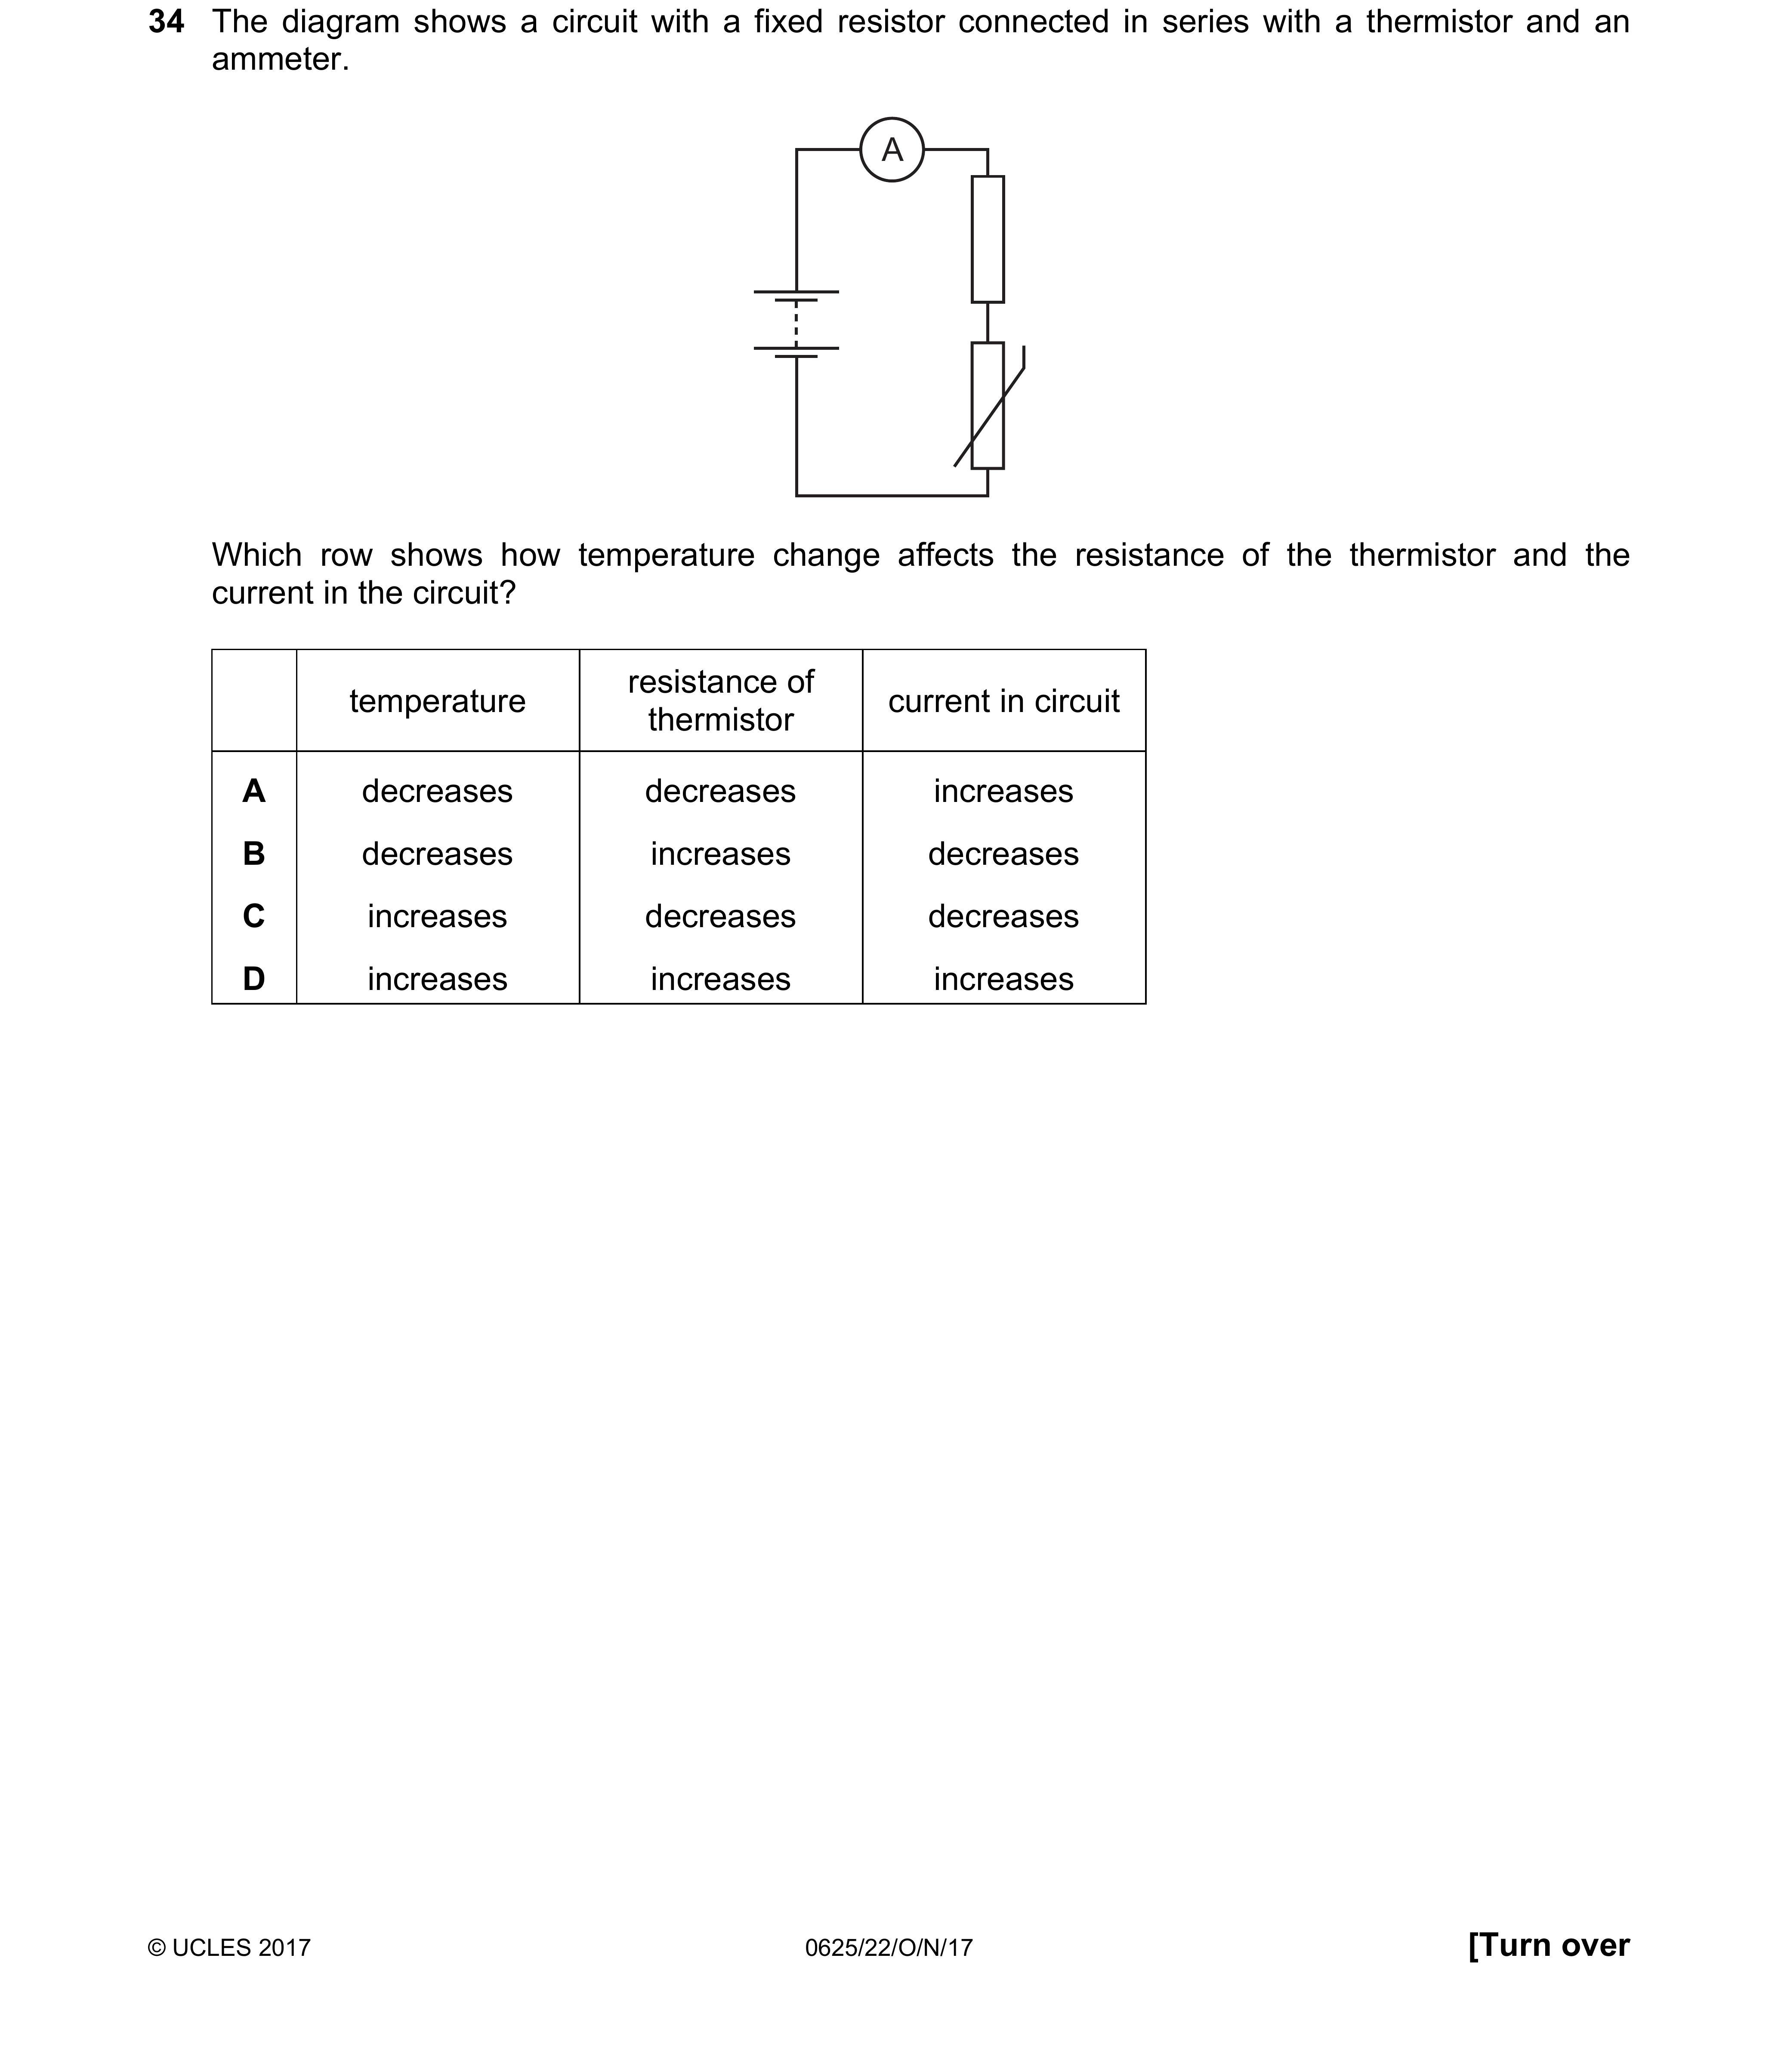 34 The diagram shows a circuit with a fixed resistor connected in series with a thermistor and an
ammeter.
A
Which row shows how temperature change affects the resistance of the thermistor and the
current in the circuit?
temperature resistance of thermistor current in circuit
A decreases decreases increases
B decreases increases decreases
C increases decreases decreases
D increases increases increases
© UCLES 2017 0625/22/O/N/17 [Turn over